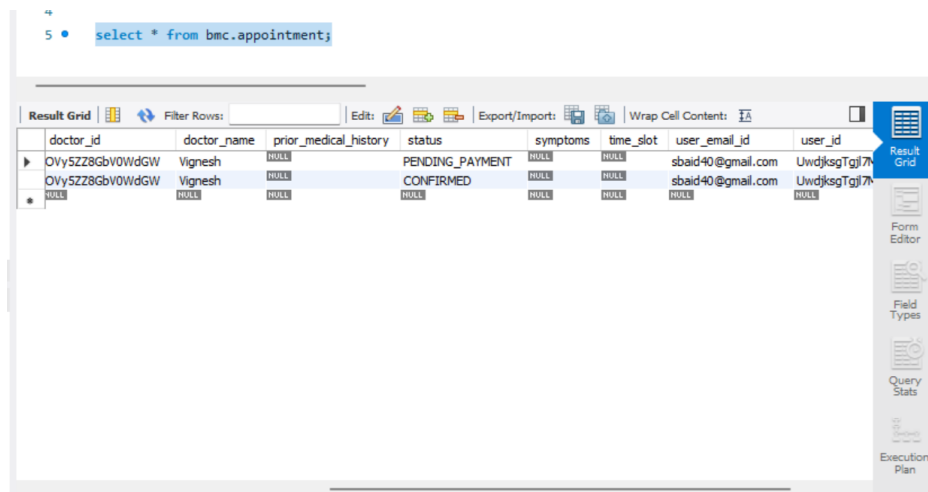 4
5 select * from bmc.appointment;
Result Grid Filter Rows: Edit: Export/Import: Wrap Cell Content: IA
doctor_id doctor_name prior_medical_history status symptoms time_slot user_email_id user_id
OVy5ZZ8GbV0WdGW Vignesh NULL PENDING_PAYMENT NULL NULL sbaid40@gmail.com
OVy5ZZ8GbV0WdGW Vignesh NULL CONFIRMED NULL NULL sbaid40@gmail.com
NULL NULL NULL NULL NULL NULL NULL NULL
Result
Grid
Form
Editor
Field
Types
Query
Stats
Execution
Plan